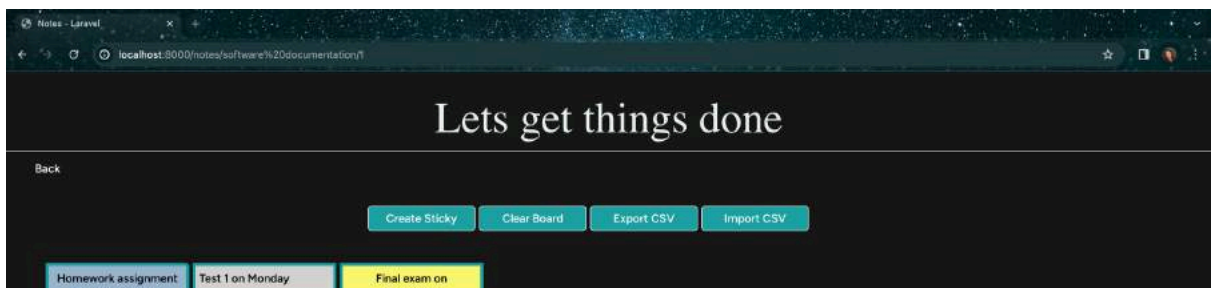 Notes - Laravel
localhost:8000/notes/software%20documentation/1
Lets get things done
Back
Create Sticky Clear Board Export CSV Import CSV
Homework assignment Test 1 on Monday Final exam on